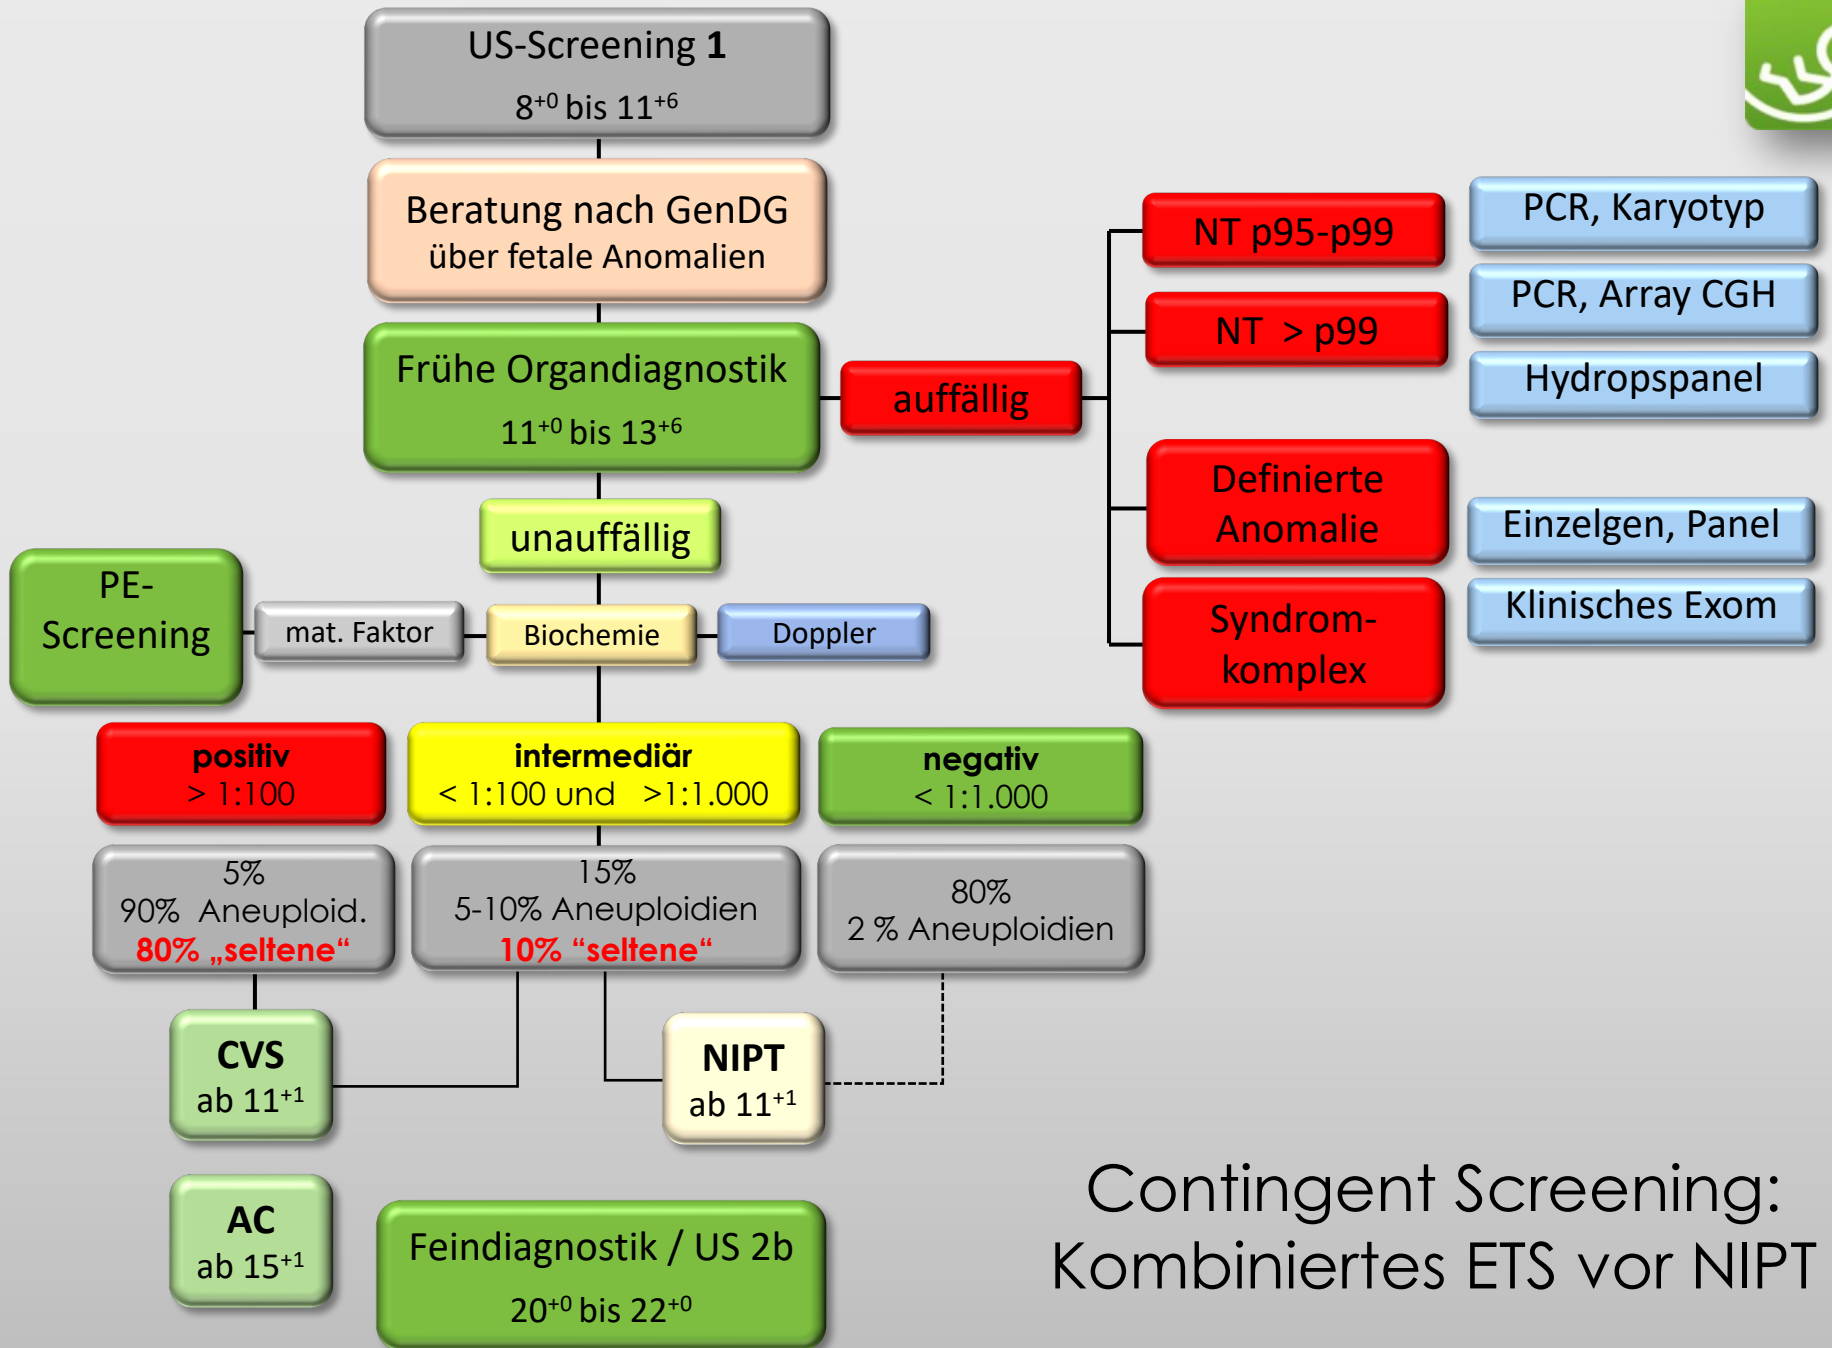 US-Screening 1
8+0 bis 11+6
Beratung nach GenDG
über fetale Anomalien
Frühe Organdiagnostik
11+0 bis 13+6
auffällig
NT p95-p99
NT > p99
Definierte
Anomalie
Syndrom-
komplex
PCR, Karyotyp
PCR, Array CGH
Hydropspanel
Einzelgen, Panel
Klinisches Exom
unauffällig
PE-
Screening
mat. Faktor
Biochemie
Doppler
positiv
> 1:100
intermediär
< 1:100 und >1:1.000
negativ
< 1:1.000
5%
90% Aneuploid.
80% „seltene“
15%
5-10% Aneuploidien
10% “seltene“
80%
2 % Aneuploidien
CVS
ab 11+1
NIPT
ab 11+1
AC
ab 15+1
Feindiagnostik / US 2b
20+0 bis 22+0
Contingent Screening:
Kombiniertes ETS vor NIPT